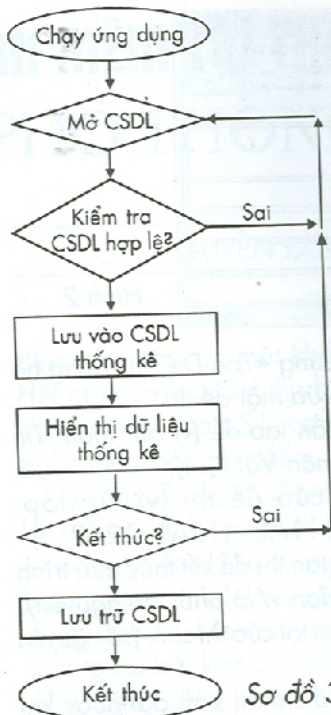 Chạy ứng dụng
Mở CSDL
Kiểm tra
CSDL hợp lệ?
Sai
Lưu vào CSDL
thống kê
Hiển thị dữ liệu
thống kê
Kết thúc?
Sai
Lưu trữ CSDL
Kết thúc
Sơ đồ 3